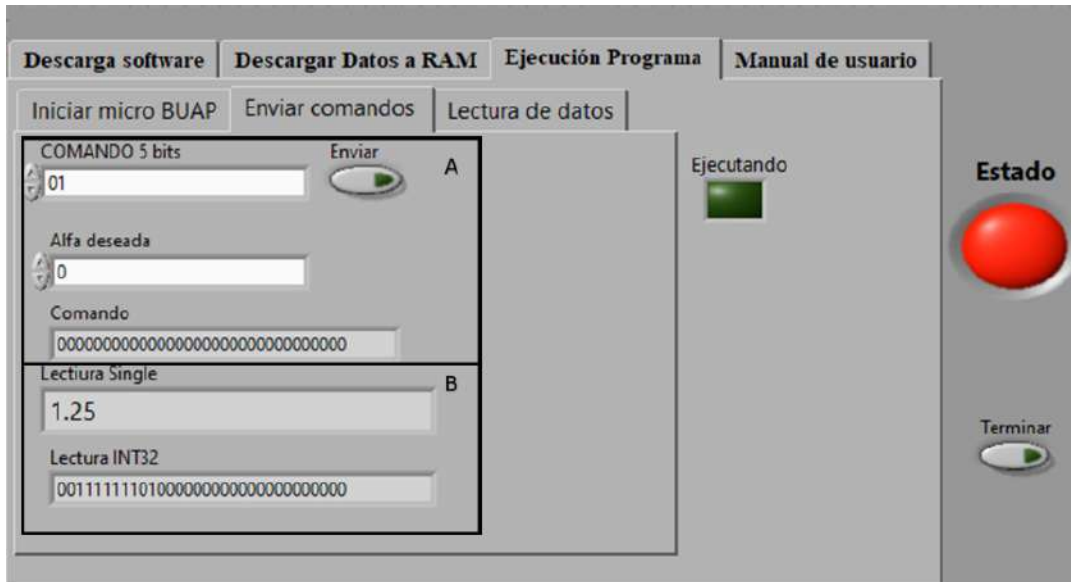 Descarga software Descargar Datos a RAM Ejecución Programa Manual de usuario
Iniciar micro BUAP Enviar comandos Lectura de datos
COMANDO 5 bits Enviar A
01
Ejecutando
Estado
Alfa deseada
0
Comando
00000000000000000000000000000000
Lectiura Single B
1.25
Lectura INT32
00111111101000000000000000000000
Terminar